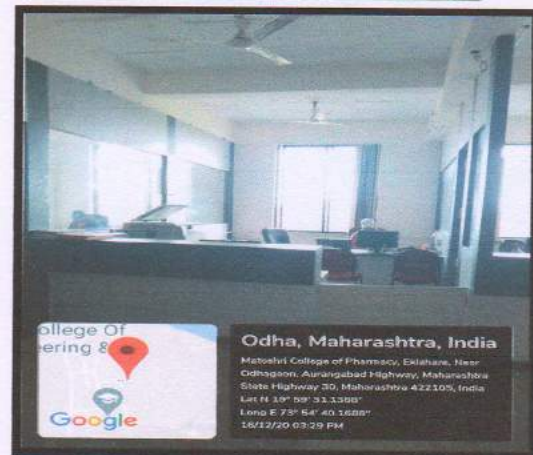 ollege Of
ering &
Google
Odha, Maharashtra, India
Matoshri College of Pharmacy, Eklahare, Near
Odhagaon, Aurangabad Highway, Maharashtra
State Highway 30, Maharashtra 422105, India
Lat N 19° 59' 31.1388"
Long E 73° 54' 40.1688"
16/12/20 03:29 PM